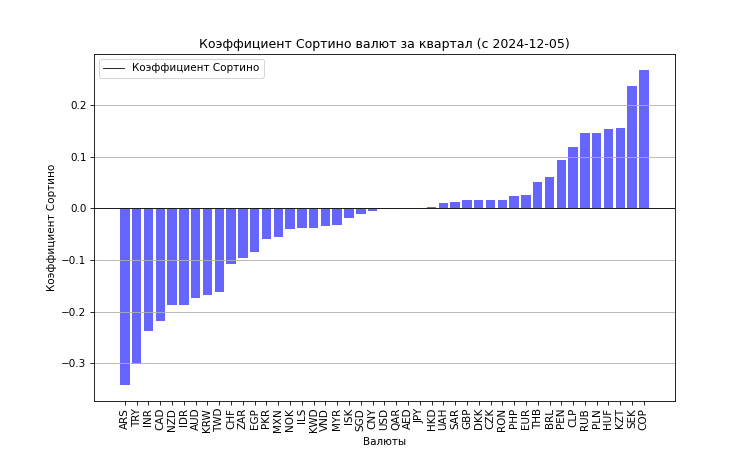 Коэффициент Сортино валют за квартал (с 2024-12-05)
Коэффициент Сортино
Коэффициент Сортино
0.2
0.1
0.0
−0.1
−0.2
−0.3
ARS TRY INR CAD NZD IDR AUD KRW TWD CHF ZAR EGP PKR MXN NOK ILS KWD VND MYR ISK SGD CNY USD QAR AED JPY HKD UAH SAR GBP DKK CZK RON PHP EUR THB BRL PEN CLP RUB PLN HUF KZT SEK COP
Валюты